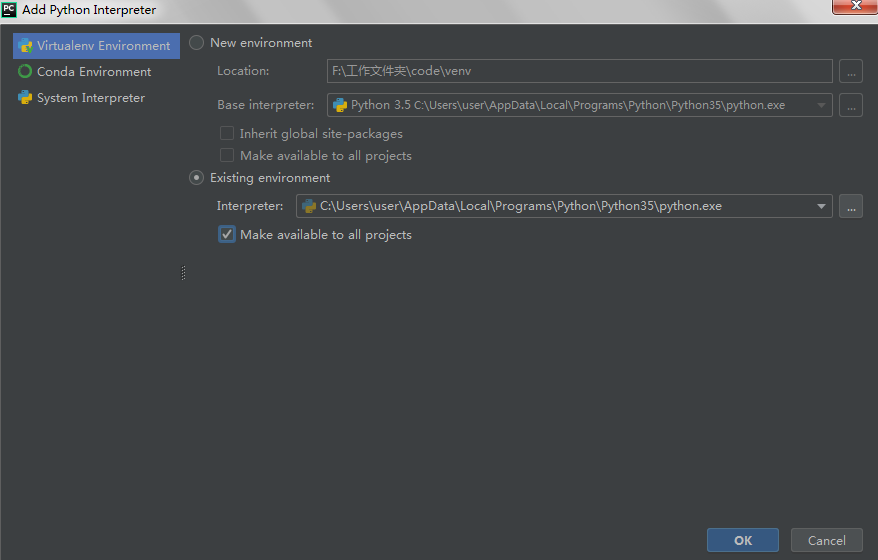 PC Add Python Interpreter
Virtualenv Environment
Conda Environment
System Interpreter
New environment
Location: F:\工作文件夹\code\venv ...
Base interpreter: Python 3.5 C:\Users\user\AppData\Local\Programs\Python\Python35\python.exe ...
Inherit global site-packages
Make available to all projects
Existing environment
Interpreter: C:\Users\user\AppData\Local\Programs\Python\Python35\python.exe ...
Make available to all projects
OK Cancel